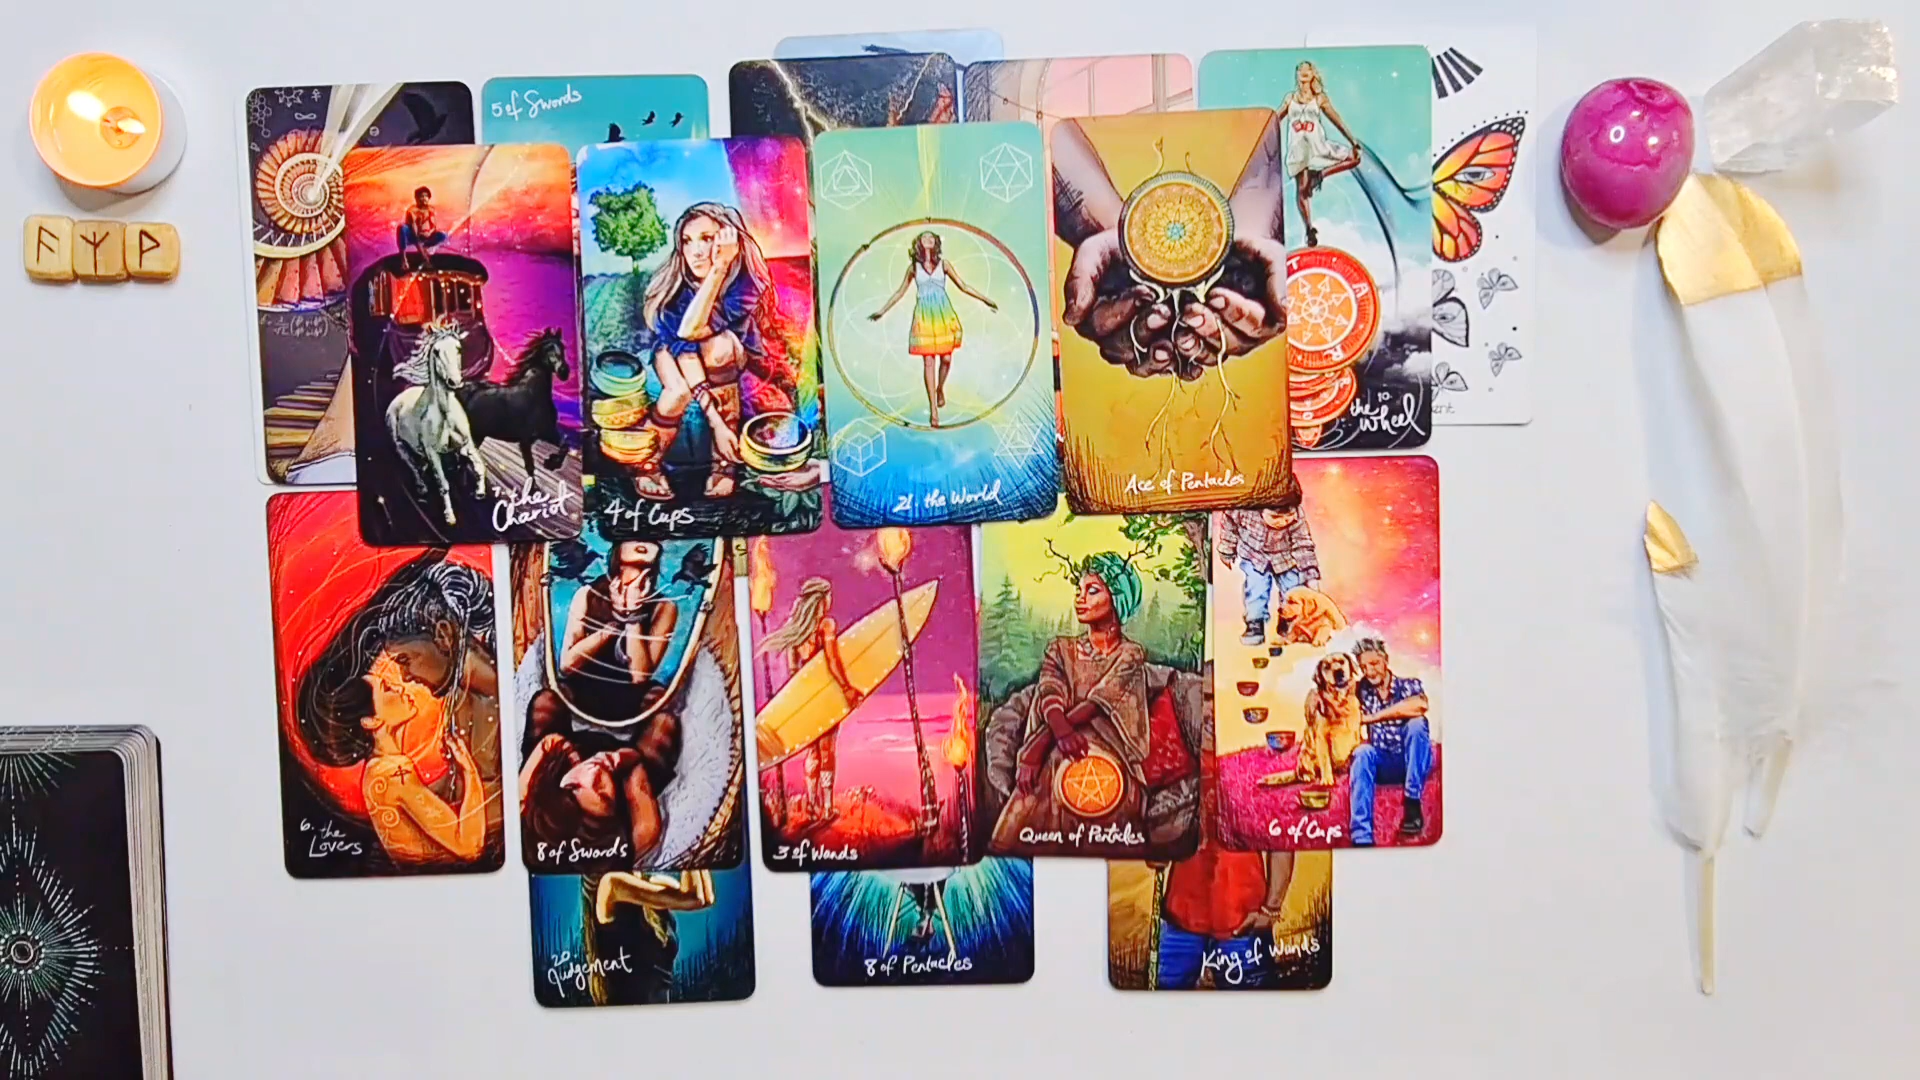 5 of Swords
7. the
Chariot
4 of Cups
21. the World
Ace of Pentacles
T
A
R
O
10.
the
Wheel
ᚨᛉᚹ
6. the
Lovers
8 of Swords
3 of Wands
Queen of Pentacles
6 of Cups
20.
Judgement
8 of Pentacles
King of Wands